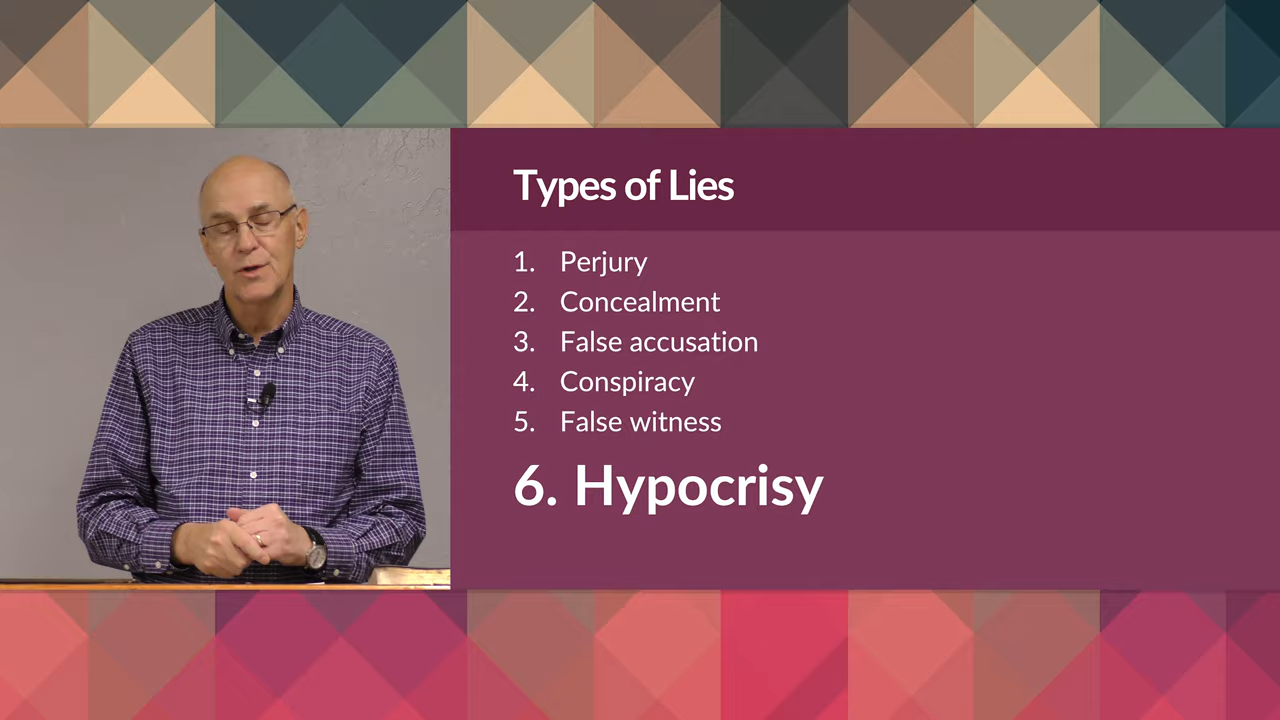 Types of Lies
1. Perjury
2. Concealment
3. False accusation
4. Conspiracy
5. False witness
6. Hypocrisy